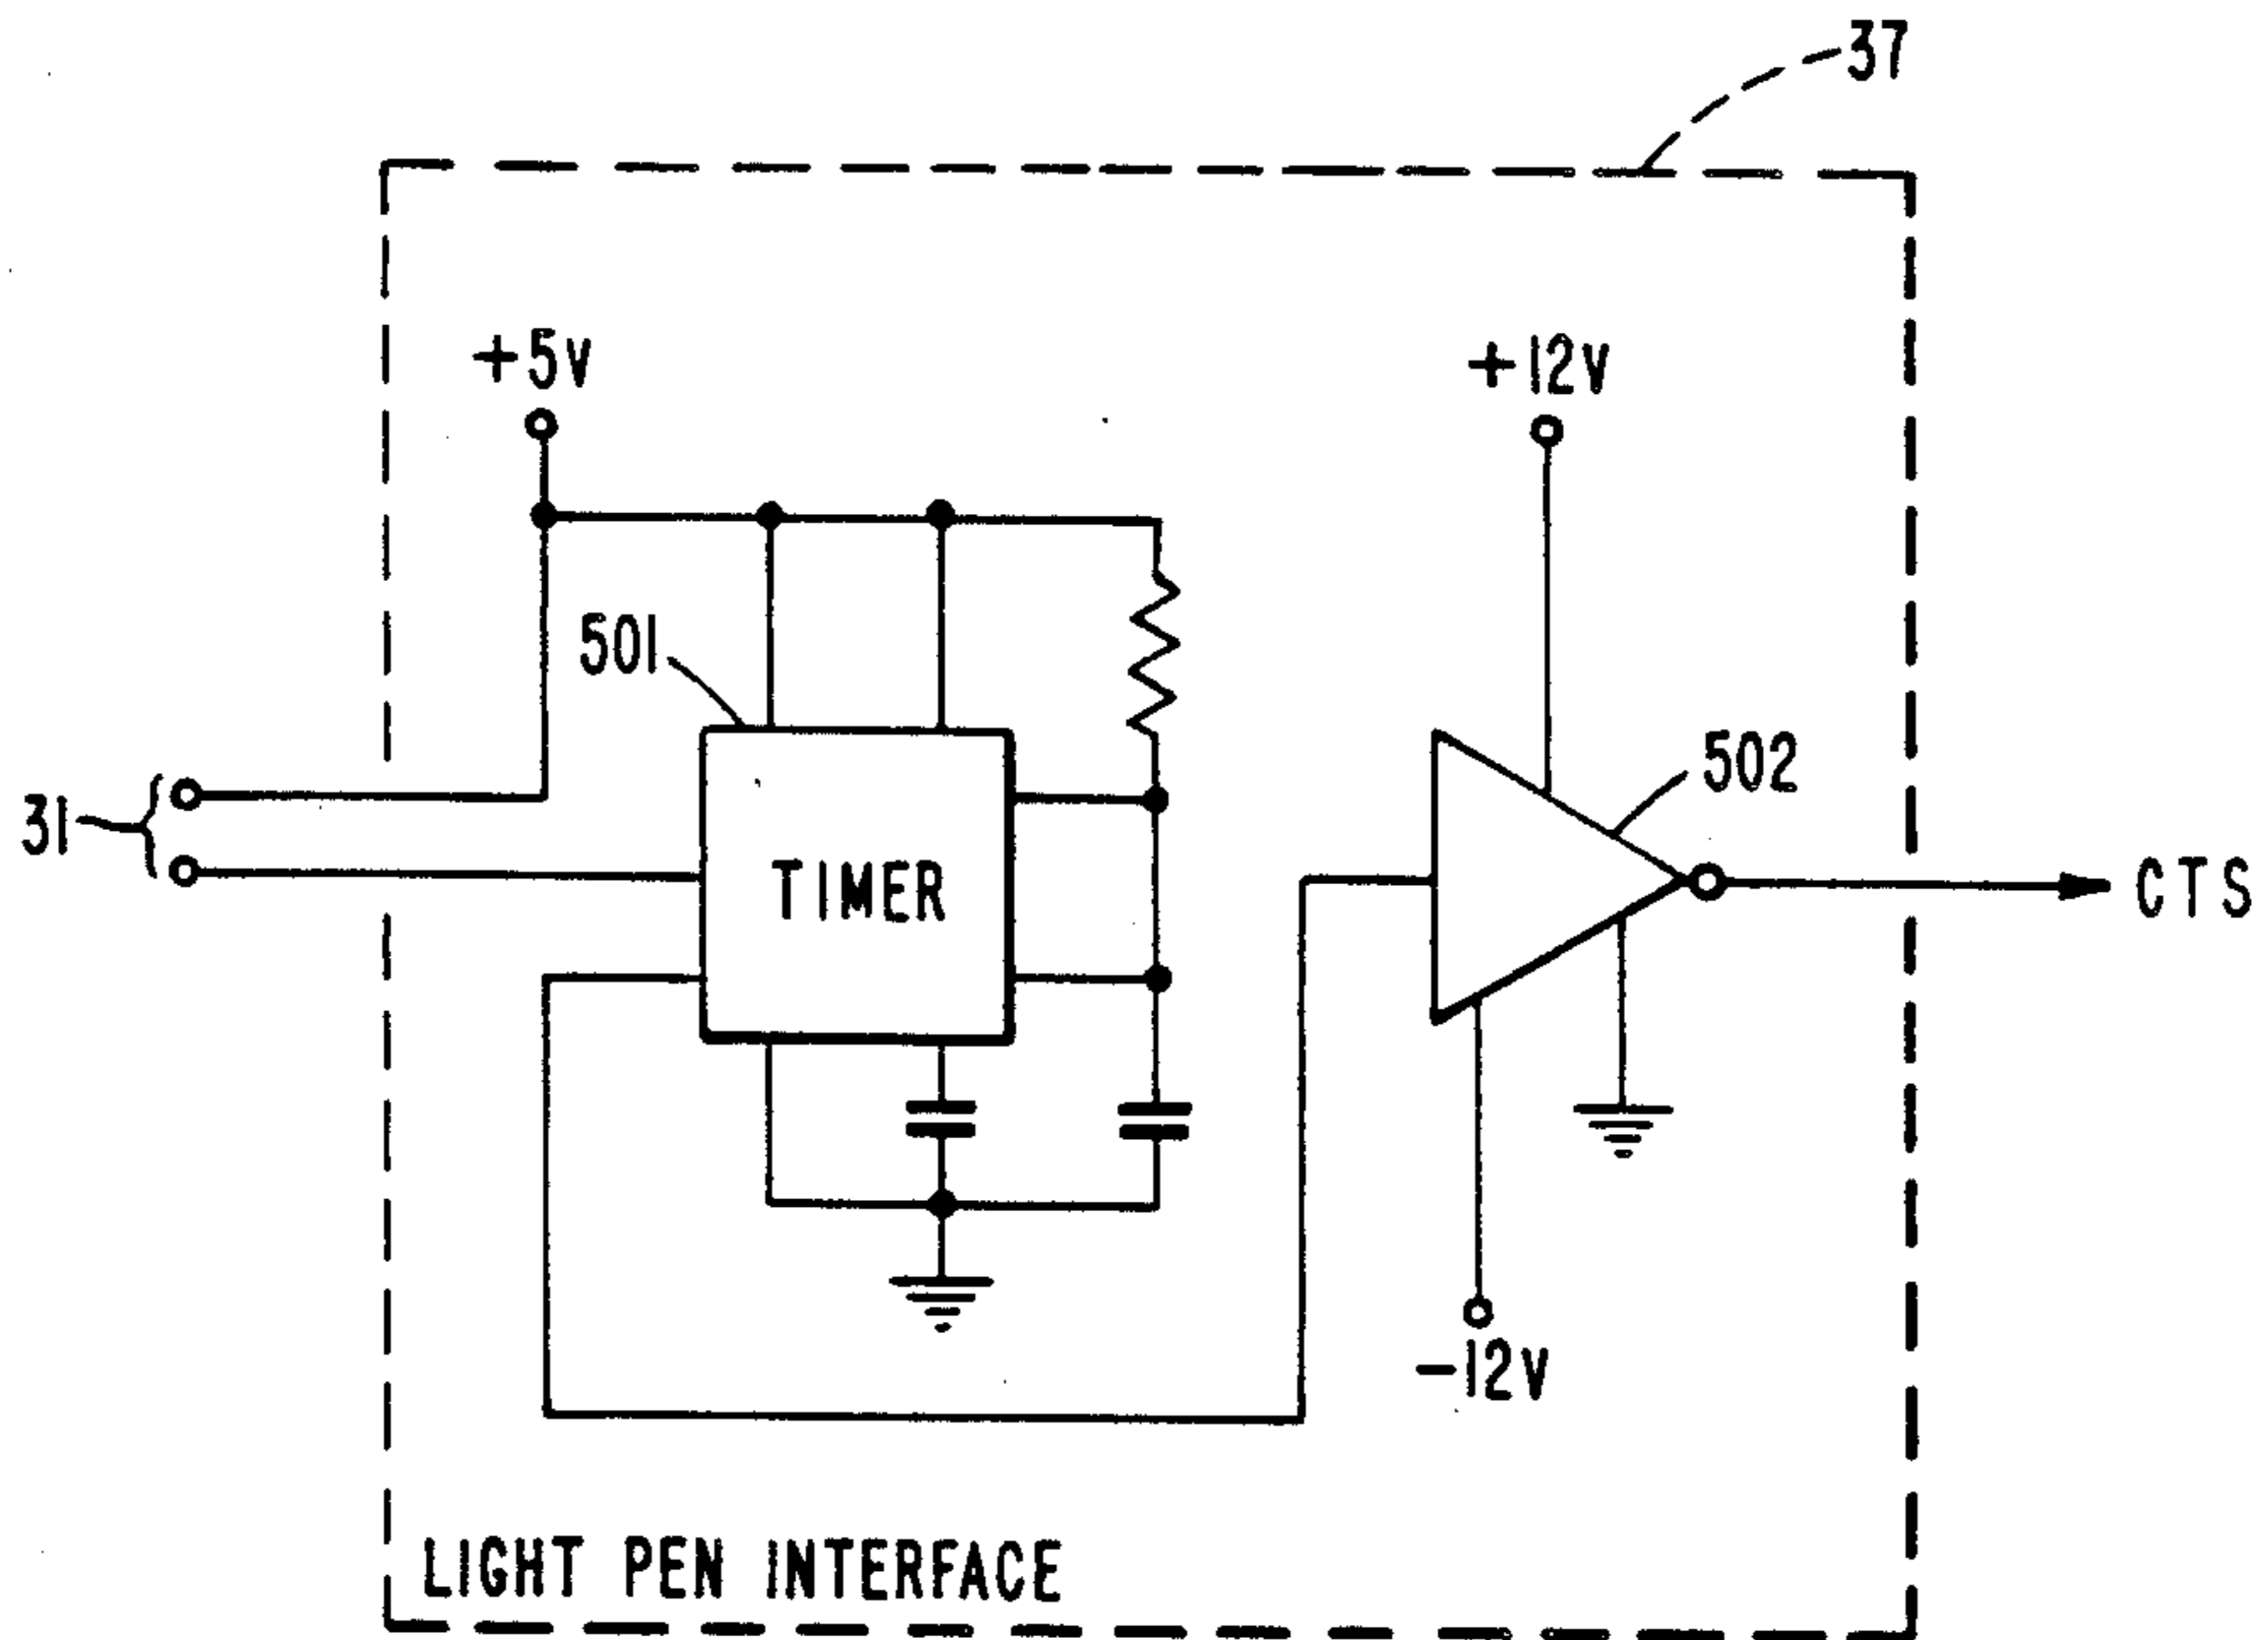 37
+5V
+12V
501
502
31
TIMER
CTS
-12V
LIGHT PEN INTERFACE